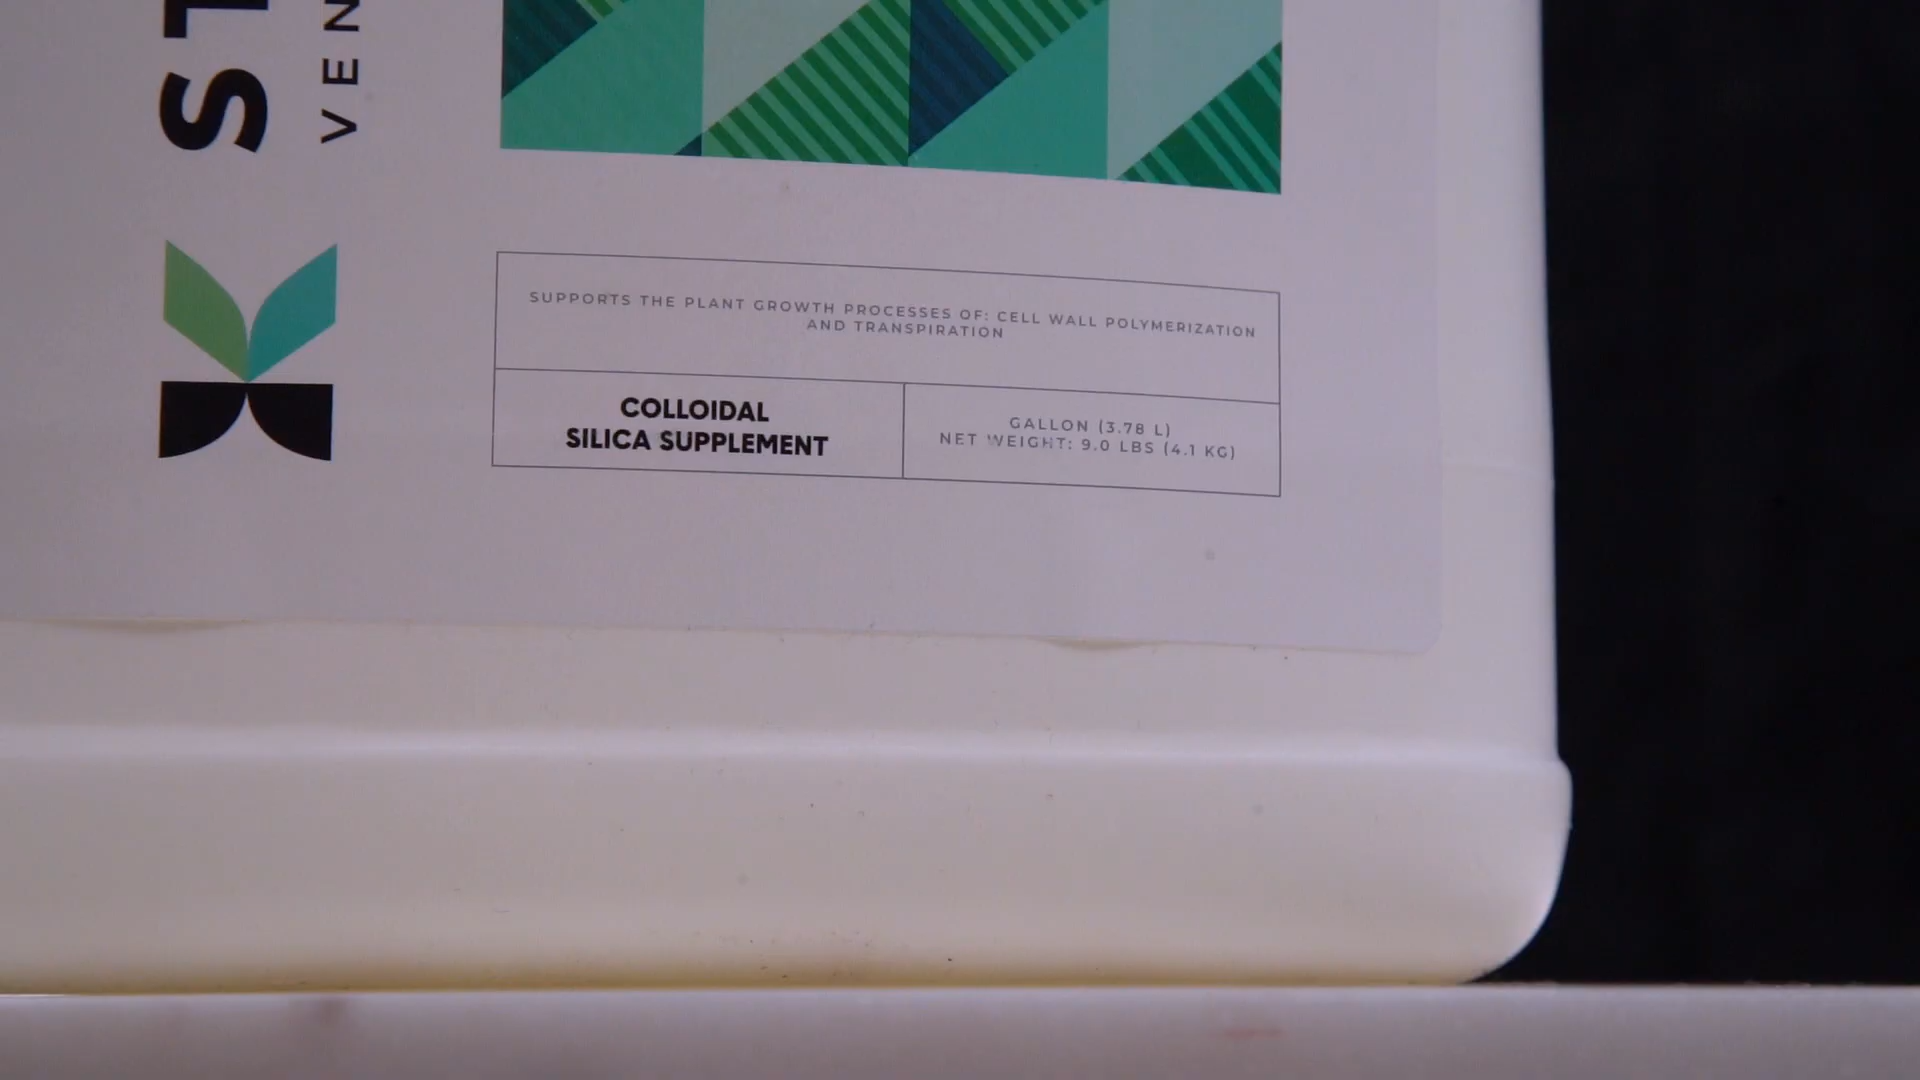 ST
VEN
SUPPORTS THE PLANT GROWTH PROCESSES OF: CELL WALL POLYMERIZATION
AND TRANSPIRATION
COLLOIDAL
SILICA SUPPLEMENT
GALLON (3.78 L)
NET WEIGHT: 9.0 LBS (4.1 KG)